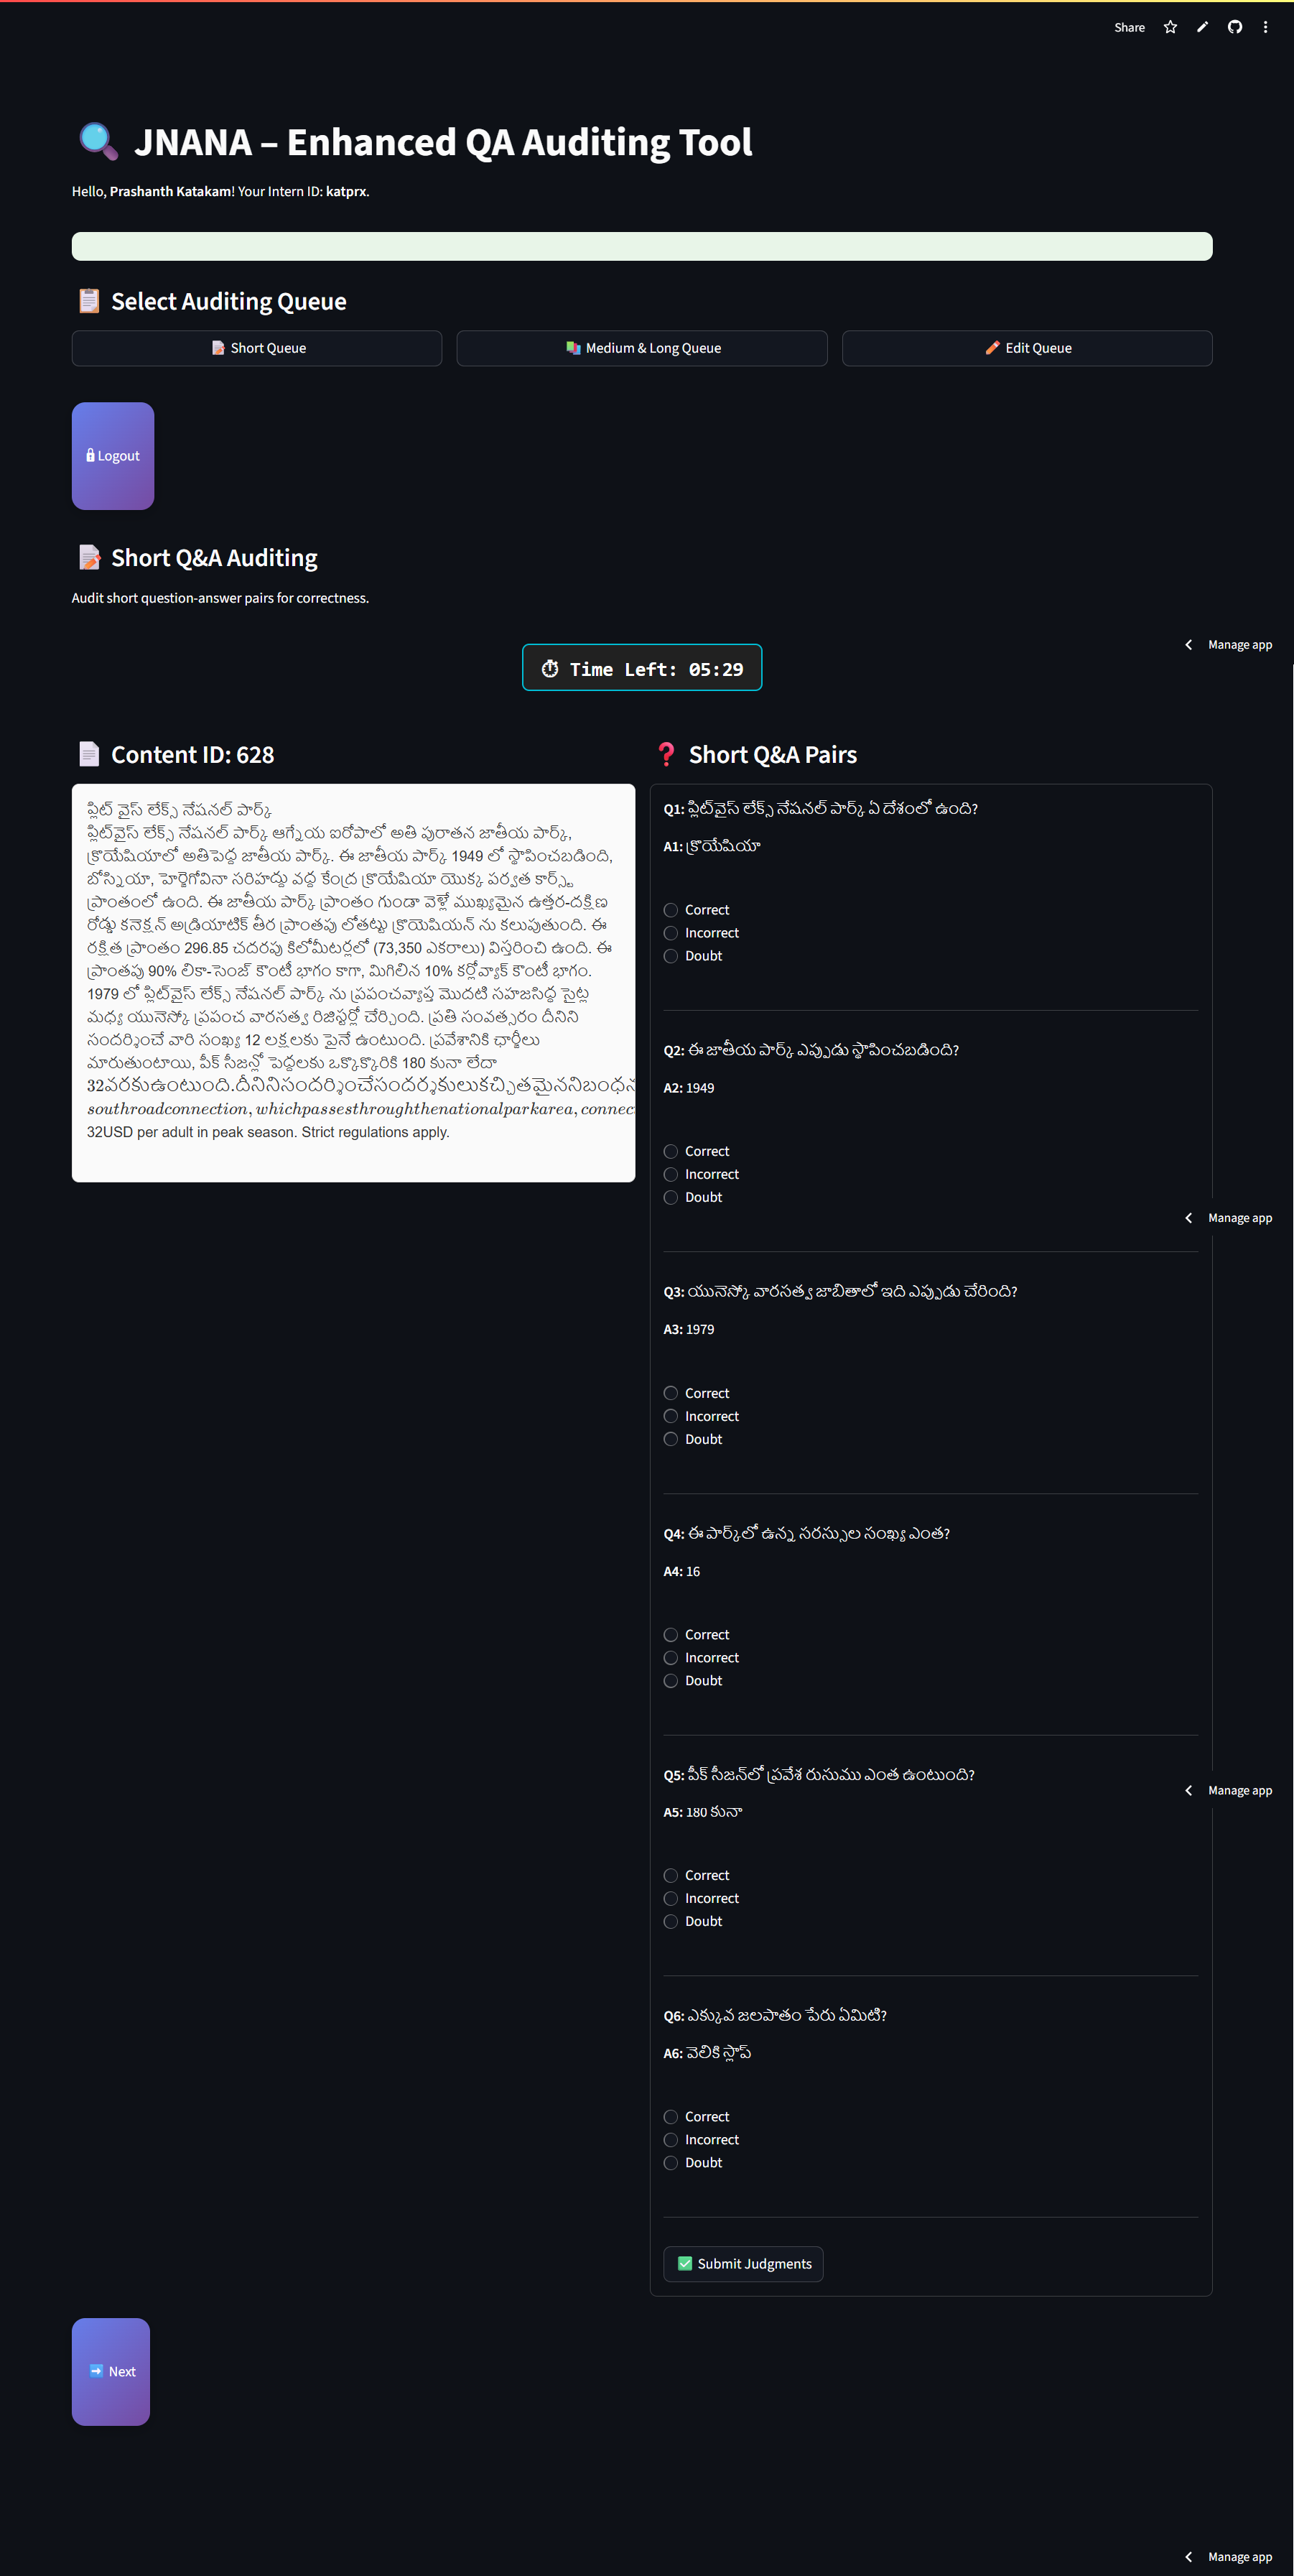 Share
JNANA – Enhanced QA Auditing Tool
Hello, Prashanth Katakam! Your Intern ID: katprx.
Select Auditing Queue
Short Queue
Medium & Long Queue
Edit Queue
Logout
Short Q&A Auditing
Audit short question-answer pairs for correctness.
Manage app
Time Left: 05:29
Content ID: 628
ప్లిట్ వైస్ లేక్స్ నేషనల్ పార్క్
ప్లిట్‌వైస్ లేక్స్ నేషనల్ పార్క్ ఆగ్నేయ ఐరోపాలో అతి పురాతన జాతీయ పార్క్,
క్రొయేషియాలో అతిపెద్ద జాతీయ పార్క్. ఈ జాతీయ పార్క్ 1949 లో స్థాపించబడింది,
బోస్నియా, హెర్జెగోవినా సరిహద్దు వద్ద కేంద్ర క్రొయేషియా యొక్క పర్వత కార్స్ట్
ప్రాంతంలో ఉంది. ఈ జాతీయ పార్క్ ప్రాంతం గుండా వెళ్లే ముఖ్యమైన ఉత్తర-దక్షిణ
రోడ్డు కనెక్షన్ అడ్రియాటిక్ తీర ప్రాంతపు లోతట్టు క్రొయెషియన్ ను కలుపుతుంది. ఈ
రక్షిత ప్రాంతం 296.85 చదరపు కిలోమీటర్లలో (73,350 ఎకరాలు) విస్తరించి ఉంది. ఈ
ప్రాంతపు 90% లికా-సెంజ్ కౌంటీ భాగం కాగా, మిగిలిన 10% కర్లోవ్యాక్ కౌంటీ భాగం.
1979 లో ప్లిట్‌వైస్ లేక్స్ నేషనల్ పార్క్ ను ప్రపంచవ్యాప్త మొదటి సహజసిద్ధ సైట్ల
మధ్య యునెస్కో ప్రపంచ వారసత్వ రిజిస్టర్లో చేర్చింది. ప్రతి సంవత్సరం దీనిని
సందర్శించే వారి సంఖ్య 12 లక్షలకు పైనే ఉంటుంది. ప్రవేశానికి ఛార్జీలు
మారుతుంటాయి, పీక్ సీజన్లో పెద్దలకు ఒక్కొక్కరికి 180 కునా లేదా
32వరకుఉంటుంది.దీనినిసందర్శించేసందర్శకులుకచ్చితమైననిబంధన
southroadconnection, whichpassesthroughthenationalparkarea, connec
32USD per adult in peak season. Strict regulations apply.
Short Q&A Pairs
Q1: ప్లిట్‌వైస్ లేక్స్ నేషనల్ పార్క్ ఏ దేశంలో ఉంది?
A1: క్రొయేషియా
Correct
Incorrect
Doubt
Q2: ఈ జాతీయ పార్క్ ఎప్పుడు స్థాపించబడింది?
A2: 1949
Correct
Incorrect
Doubt
Manage app
Q3: యునెస్కో వారసత్వ జాబితాలో ఇది ఎప్పుడు చేరింది?
A3: 1979
Correct
Incorrect
Doubt
Q4: ఈ పార్క్‌లో ఉన్న సరస్సుల సంఖ్య ఎంత?
A4: 16
Correct
Incorrect
Doubt
Q5: పీక్ సీజన్‌లో ప్రవేశ రుసుము ఎంత ఉంటుంది?
Manage app
A5: 180 కునా
Correct
Incorrect
Doubt
Q6: ఎక్కువ జలపాతం పేరు ఏమిటి?
A6: వెలికి స్లాప్
Correct
Incorrect
Doubt
Submit Judgments
Next
Manage app